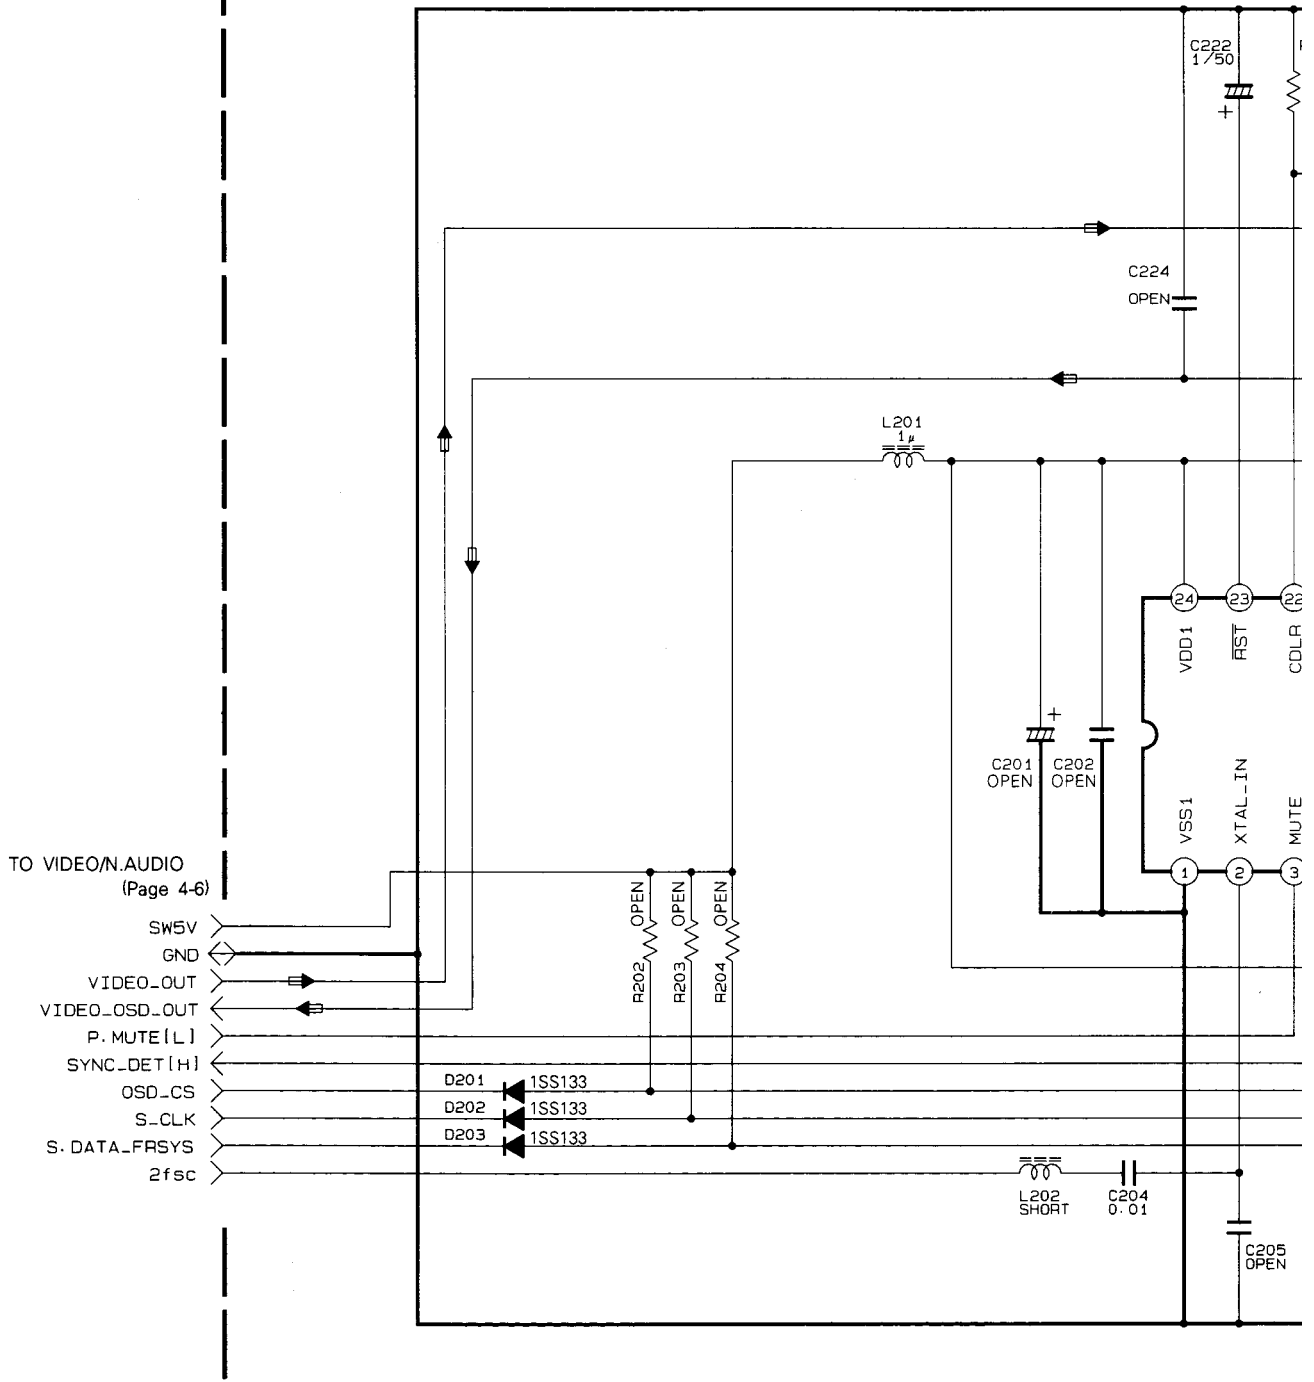 C222
1/50
C224
OPEN
L201
1µ
24
23
22
VDD1
RST
CDLR
C201
OPEN
C202
OPEN
VSS1
XTAL_IN
MUTE
1
2
3
TO VIDEO/N.AUDIO
(Page 4-6)
SW5V
GND
VIDEO_OUT
VIDEO_OSD_OUT
P.MUTE[L]
SYNC_DET[H]
OSD_CS
S_CLK
S.DATA_FRSYS
2fsc
OPEN
OPEN
OPEN
R202
R203
R204
D201
1SS133
D202
1SS133
D203
1SS133
L202
SHORT
C204
0.01
C205
OPEN